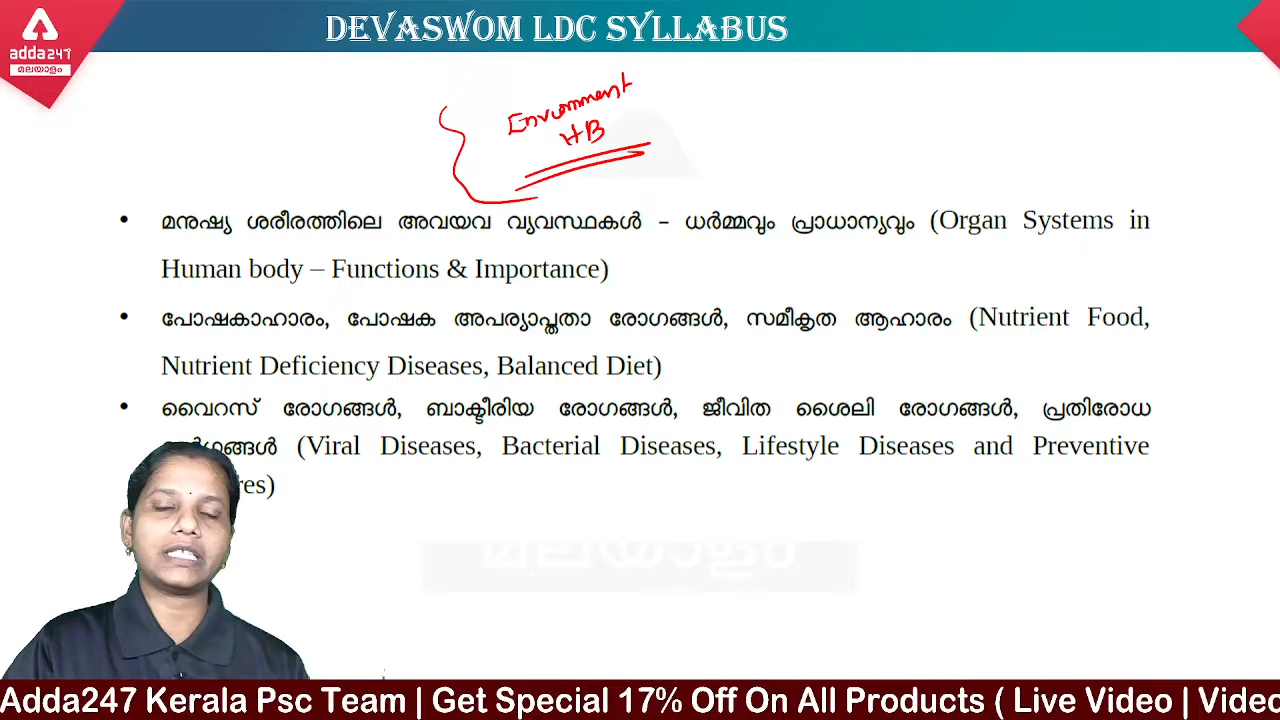 DEVASWOM LDC SYLLABUS
adda247
മലയാളം
HB
• മനുഷ്യ ശരീരത്തിലെ അവയവ വ്യവസ്ഥകൾ – ധർമ്മവും പ്രാധാന്യവും (Organ Systems in
Human body – Functions & Importance)
• പോഷകാഹാരം, പോഷക അപര്യാപ്തതാ രോഗങ്ങൾ, സമീകൃത ആഹാരം (Nutrient Food,
Nutrient Deficiency Diseases, Balanced Diet)
• വൈറസ് രോഗങ്ങൾ, ബാക്ടീരിയ രോഗങ്ങൾ, ജീവിത ശൈലി രോഗങ്ങൾ, പ്രതിരോധ
(Viral Diseases, Bacterial Diseases, Lifestyle Diseases and Preventive
മലയാളം
Adda247 Kerala Psc Team | Get Special 17% Off On All Products ( Live Video | Video